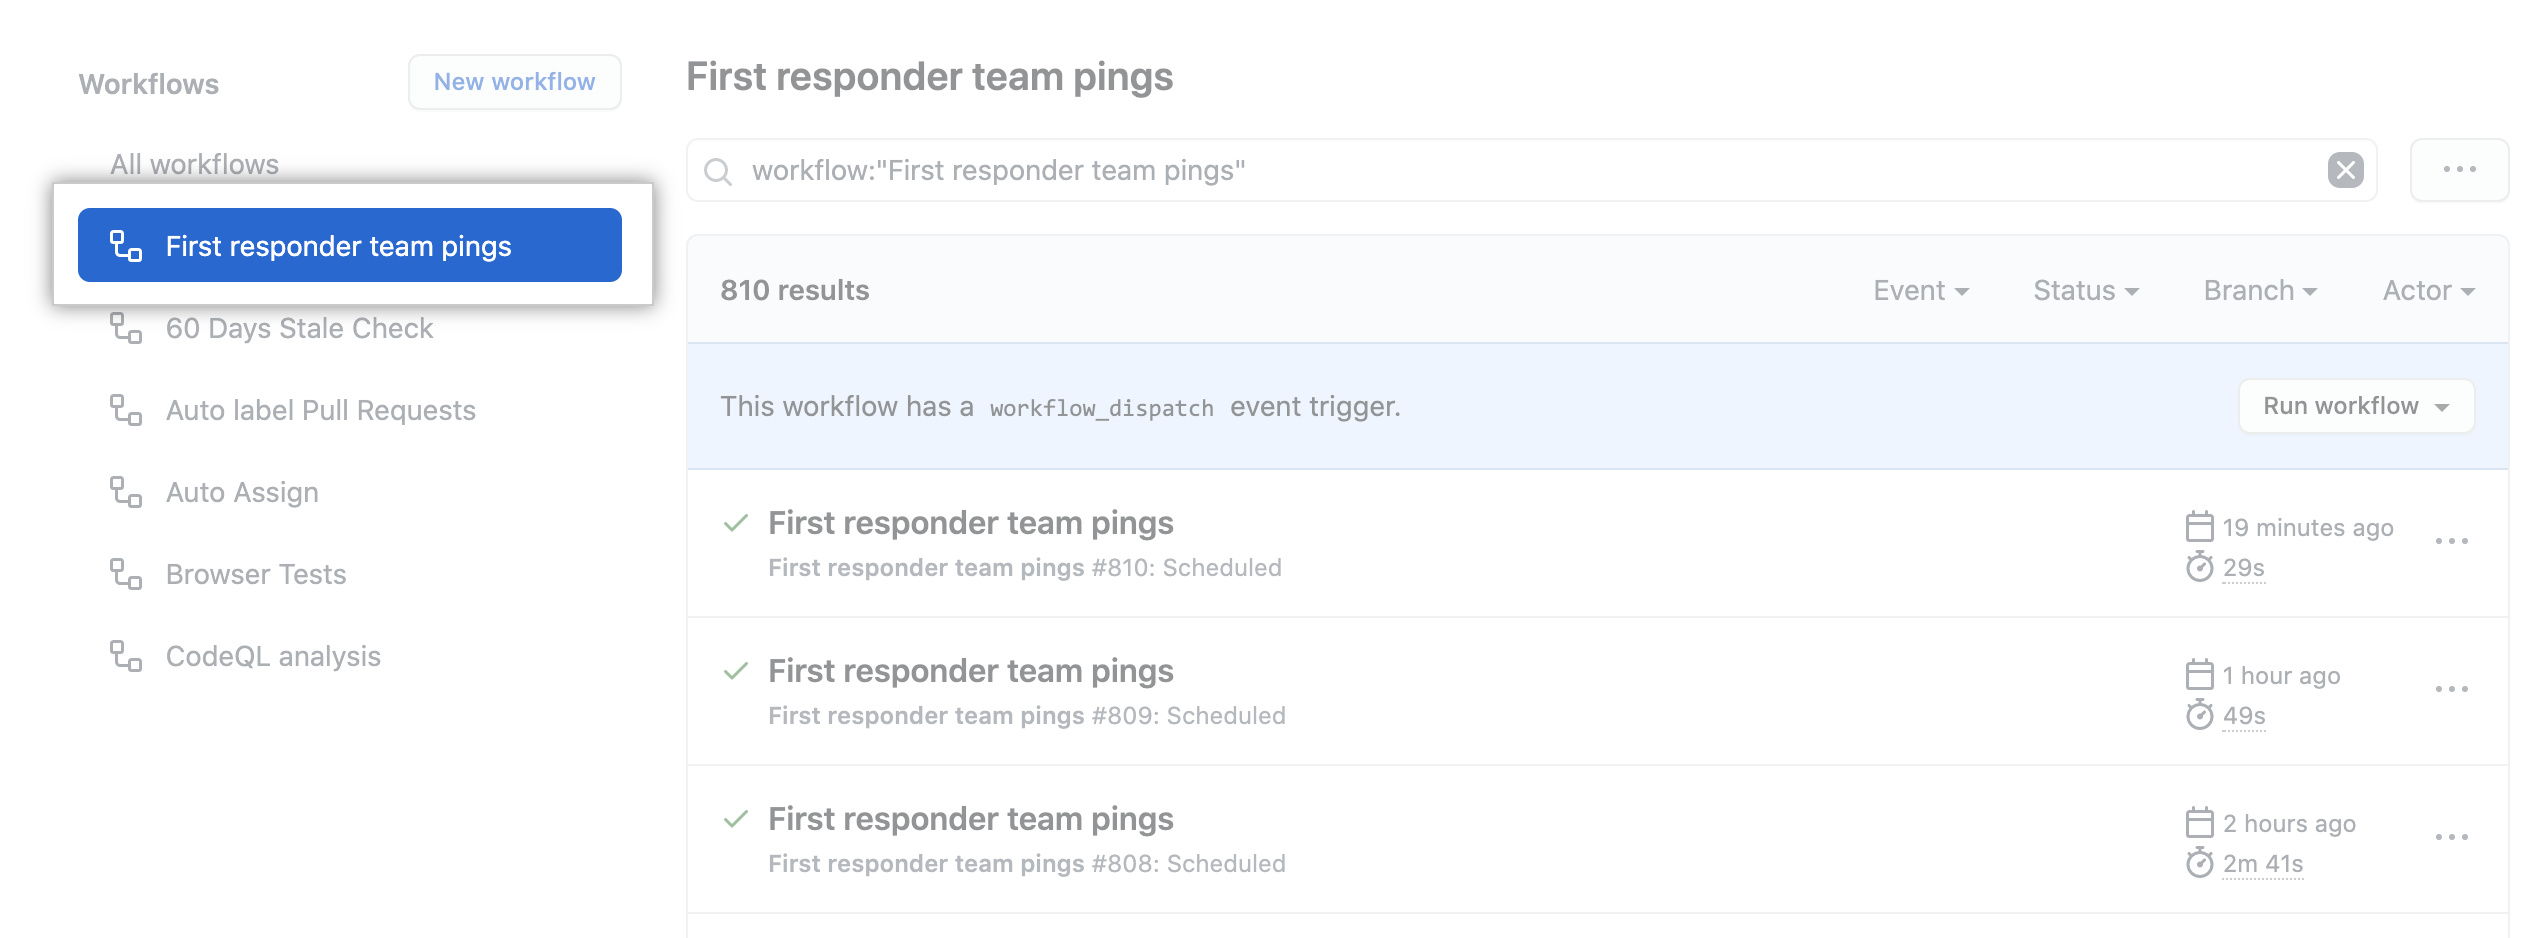 Workflows
New workflow
All workflows
First responder team pings
60 Days Stale Check
Auto label Pull Requests
Auto Assign
Browser Tests
CodeQL analysis
First responder team pings
workflow:"First responder team pings"
810 results
Event
Status
Branch
Actor
This workflow has a workflow_dispatch event trigger.
Run workflow
First responder team pings
First responder team pings #810: Scheduled
19 minutes ago
29s
First responder team pings
First responder team pings #809: Scheduled
1 hour ago
49s
First responder team pings
First responder team pings #808: Scheduled
2 hours ago
2m 41s